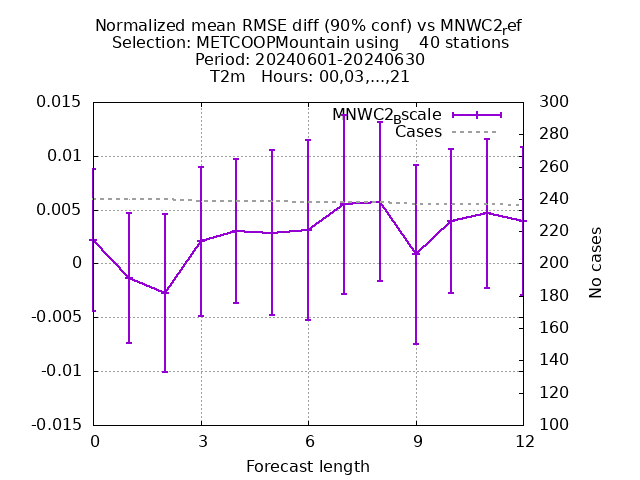 Normalized mean RMSE diff (90% conf) vs MNWC2ref
Selection: METCOOPMountain using    40 stations
Period: 20240601-20240630
T2m   Hours: 00,03,...,21
MNWC2Bscale
Cases
0.015
0.01
0.005
0
-0.005
-0.01
-0.015
300
280
260
240
220
200
180
160
140
120
100
No cases
0 3 6 9 12
Forecast length